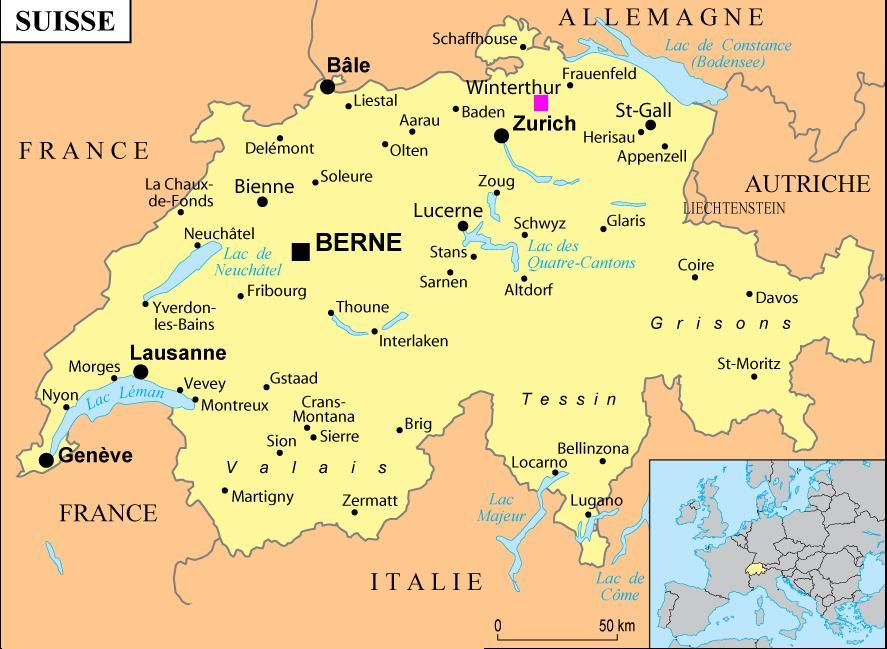 SUISSE
ALLEMAGNE
Schaffhouse
Lac de Constance
(Bodensee)
Bâle
Frauenfeld
Winterthur
Liestal
Baden
St-Gall
Zurich
Aarau
Herisau
Delémont
Olten
Appenzell
FRANCE
Soleure
Zoug
AUTRICHE
La Chaux-
de-Fonds
Bienne
LIECHTENSTEIN
Lucerne
Schwyz
Glaris
Neuchâtel
BERNE
Lac de
Neuchâtel
Stans
Lac des
Quatre-Cantons
Coire
Sarnen
Altdorf
Fribourg
Davos
Yverdon-
les-Bains
Thoune
Grisons
Interlaken
Lausanne
St-Moritz
Morges
Gstaad
Vevey
Nyon
Lac Léman
Montreux
Crans-
Montana
Tessin
Brig
Sion
Sierre
Genève
Bellinzona
Valais
Locarno
Martigny
Zermatt
Lugano
Lac
Majeur
FRANCE
ITALIE
Lac de
Côme
0
50 km